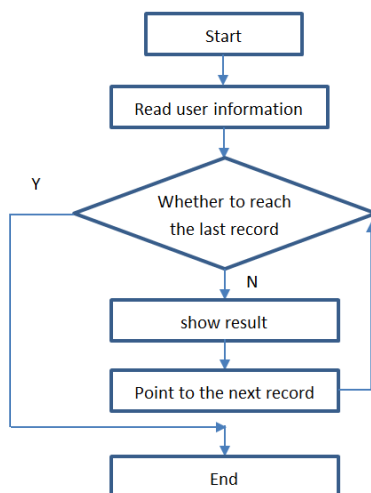 Start
Read user information
Y
Whether to reach
the last record
N
show result
Point to the next record
End